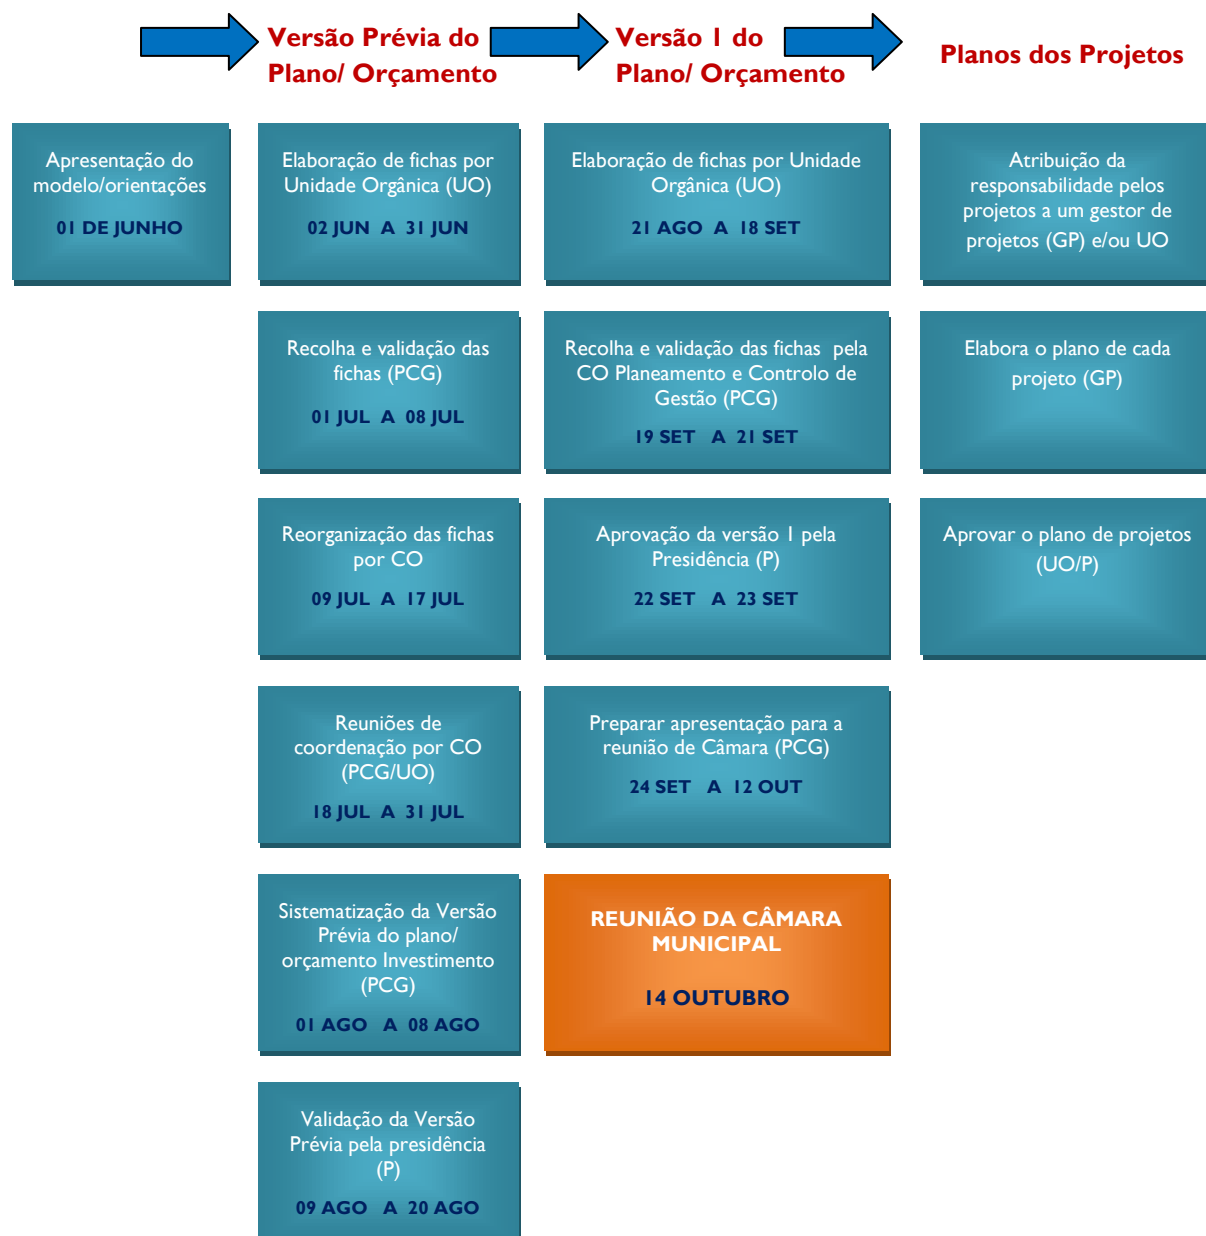 Versão Prévia do
Plano/ Orçamento
Versão 1 do
Plano/ Orçamento
Planos dos Projetos
Apresentação do
modelo/orientações
01 DE JUNHO
Elaboração de fichas por
Unidade Orgânica (UO)
02 JUN A 31 JUN
Recolha e validação das
fichas (PCG)
01 JUL A 08 JUL
Reorganização das fichas
por CO
09 JUL A 17 JUL
Reuniões de
coordenação por CO
(PCG/UO)
18 JUL A 31 JUL
Sistematização da Versão
Prévia do plano/
orçamento Investimento
(PCG)
01 AGO A 08 AGO
Validação da Versão
Prévia pela presidência
(P)
09 AGO A 20 AGO
Elaboração de fichas por Unidade
Orgânica (UO)
21 AGO A 18 SET
Recolha e validação das fichas pela
CO Planeamento e Controlo de
Gestão (PCG)
19 SET A 21 SET
Aprovação da versão 1 pela
Presidência (P)
22 SET A 23 SET
Preparar apresentação para a
reunião de Câmara (PCG)
24 SET A 12 OUT
REUNIÃO DA CÂMARA
MUNICIPAL
14 OUTUBRO
Atribuição da
responsabilidade pelos
projetos a um gestor de
projetos (GP) e/ou UO
Elabora o plano de cada
projeto (GP)
Aprovar o plano de projetos
(UO/P)